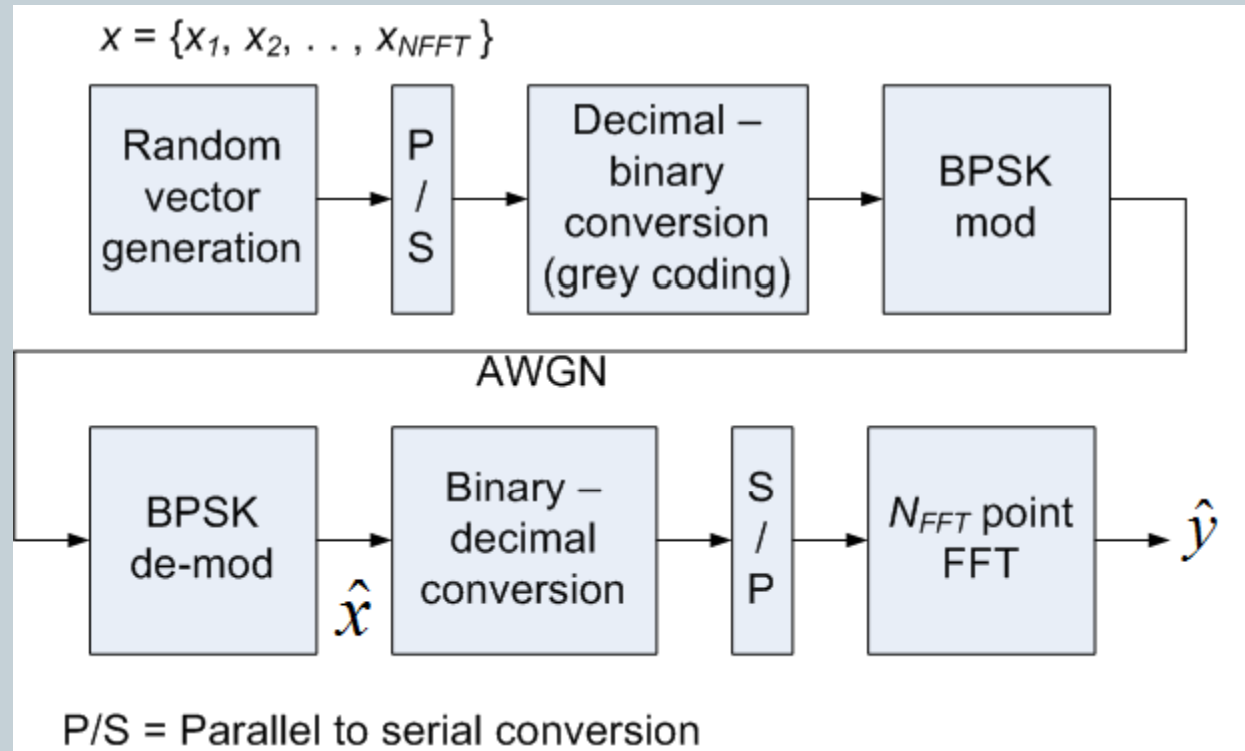 x = {x1, x2, . . , xNFFT }
Random
vector
generation
P
/
S
Decimal –
binary
conversion
(grey coding)
BPSK
mod
AWGN
BPSK
de-mod
x̂
Binary –
decimal
conversion
S
/
P
NFFT point
FFT
ŷ
P/S = Parallel to serial conversion